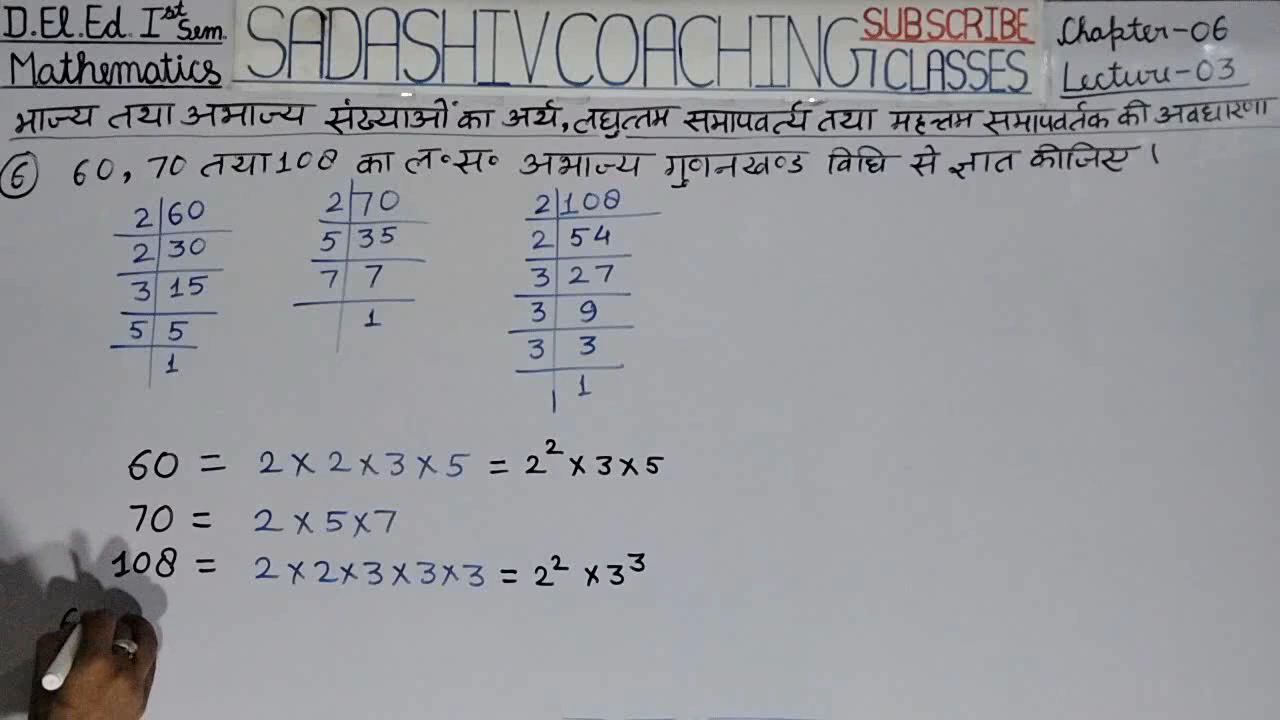 D.El.Ed. Ist Sem.
Mathematics
SADASHIV COACHING CLASSES
SUBSCRIBE
Chapter-06
Lecture-03
भाज्य तथा अभाज्य संख्याओं का अर्थ, लघुत्तम समापवर्त्य तथा महत्तम समापवर्तक की अवधारणा
6 60, 70 तथा 108 का ल॰स॰ अभाज्य गुणनखण्ड विधि से ज्ञात कीजिए।
2 60
2 30
3 15
5 5
1
2 70
5 35
7 7
1
2 108
2 54
3 27
3 9
3 3
1
60 = 2 × 2 × 3 × 5 = 2² × 3 × 5
70 = 2 × 5 × 7
108 = 2 × 2 × 3 × 3 × 3 = 2² × 3³